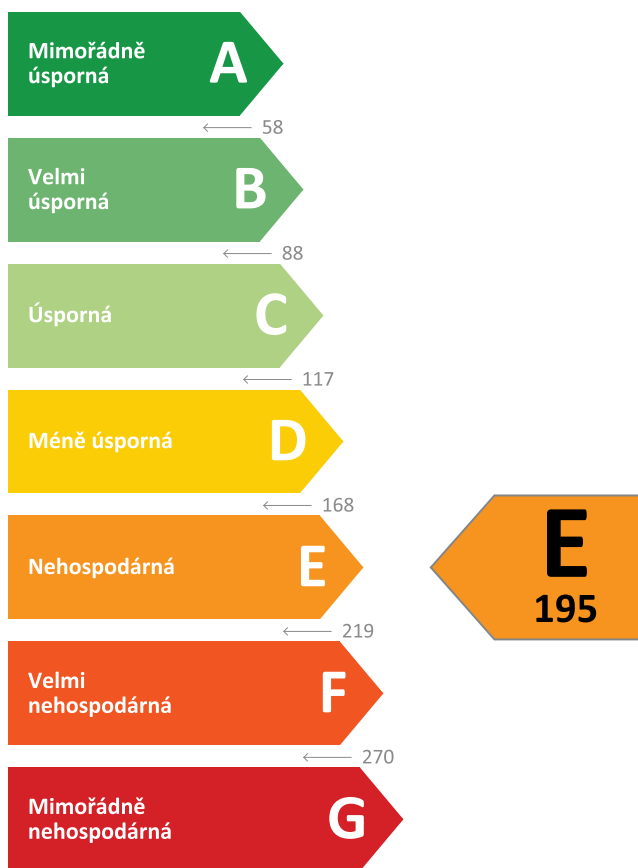 Mimořádně
úsporná
A
58
Velmi
úsporná
B
88
Úsporná
C
117
Méně úsporná
D
168
Nehospodárná
E
E
195
219
Velmi
nehospodárná
F
270
Mimořádně
nehospodárná
G